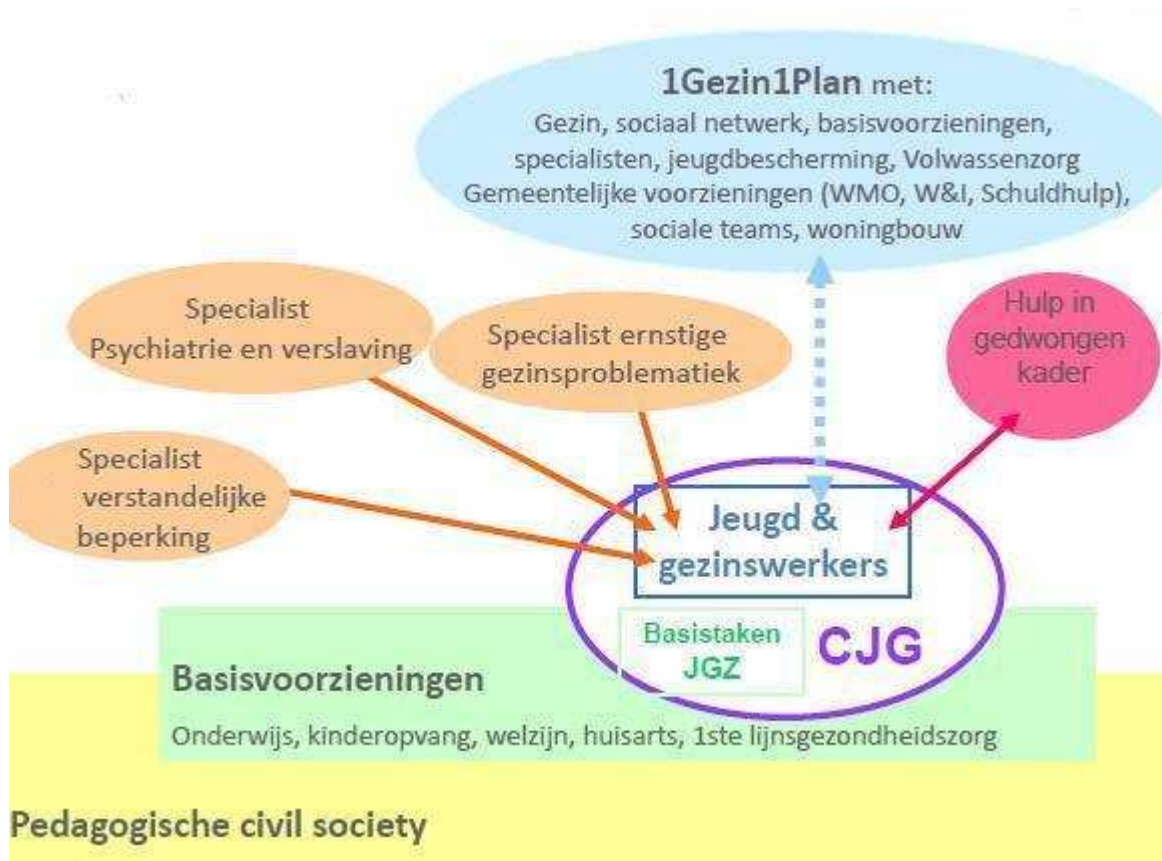 1Gezin1Plan met:
Gezin, sociaal netwerk, basisvoorzieningen,
specialisten, jeugdbescherming, Volwassenzorg
Gemeentelijke voorzieningen (WMO, W&I, Schuldhulp),
sociale teams, woningbouw
Specialist
Psychiatrie en verslaving
Specialist ernstige
gezinsproblematiek
Hulp in
gedwongen
kader
Specialist
verstandelijke
beperking
Jeugd &
gezinswerkers
Basistaken
JGZ
CJG
Basisvoorzieningen
Onderwijs, kinderopvang, welzijn, huisarts, 1ste lijnsgezondheidszorg
Pedagogische civil society